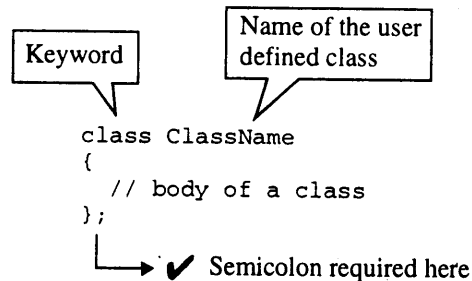 Name of the user
defined class
Keyword
class ClassName
{
// body of a class
};
✔ Semicolon required here